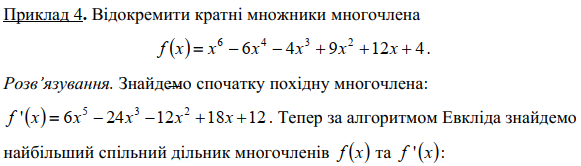 Приклад 4. Відокремити кратні множники многочлена
f(x) = x⁶ − 6x⁴ − 4x³ + 9x² + 12x + 4.
Розв’язування. Знайдемо спочатку похідну многочлена:
f '(x) = 6x⁵ − 24x³ − 12x² + 18x + 12. Тепер за алгоритмом Евкліда знайдемо
найбільший спільний дільник многочленів f(x) та f '(x):